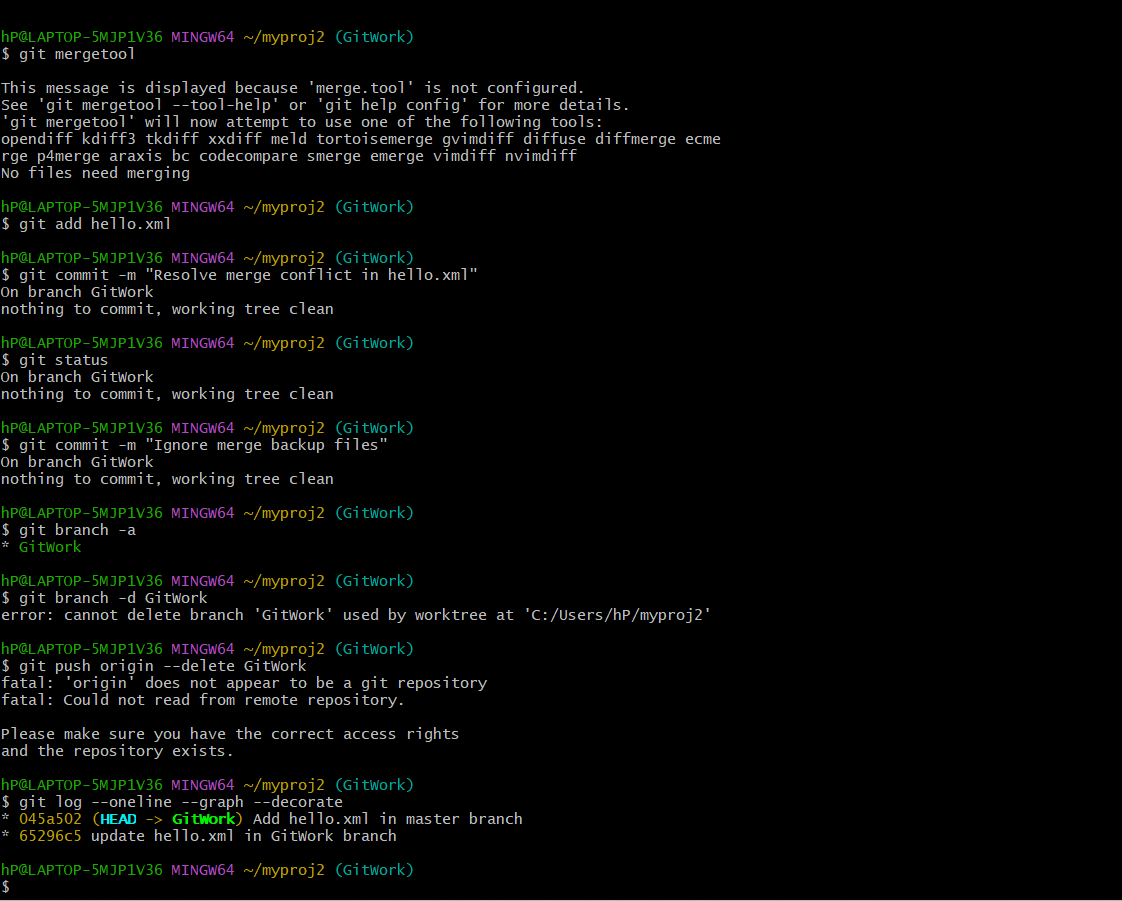 hP@LAPTOP-5MJP1V36 MINGW64 ~/myproj2 (GitWork)
$ git mergetool

This message is displayed because 'merge.tool' is not configured.
See 'git mergetool --tool-help' or 'git help config' for more details.
'git mergetool' will now attempt to use one of the following tools:
opendiff kdiff3 tkdiff xxdiff meld tortoisemerge gvimdiff diffuse diffmerge ecme
rge p4merge araxis bc codecompare smerge emerge vimdiff nvimdiff
No files need merging

hP@LAPTOP-5MJP1V36 MINGW64 ~/myproj2 (GitWork)
$ git add hello.xml

hP@LAPTOP-5MJP1V36 MINGW64 ~/myproj2 (GitWork)
$ git commit -m "Resolve merge conflict in hello.xml"
On branch GitWork
nothing to commit, working tree clean

hP@LAPTOP-5MJP1V36 MINGW64 ~/myproj2 (GitWork)
$ git status
On branch GitWork
nothing to commit, working tree clean

hP@LAPTOP-5MJP1V36 MINGW64 ~/myproj2 (GitWork)
$ git commit -m "Ignore merge backup files"
On branch GitWork
nothing to commit, working tree clean

hP@LAPTOP-5MJP1V36 MINGW64 ~/myproj2 (GitWork)
$ git branch -a
* GitWork

hP@LAPTOP-5MJP1V36 MINGW64 ~/myproj2 (GitWork)
$ git branch -d GitWork
error: cannot delete branch 'GitWork' used by worktree at 'C:/Users/hP/myproj2'

hP@LAPTOP-5MJP1V36 MINGW64 ~/myproj2 (GitWork)
$ git push origin --delete GitWork
fatal: 'origin' does not appear to be a git repository
fatal: Could not read from remote repository.

Please make sure you have the correct access rights
and the repository exists.

hP@LAPTOP-5MJP1V36 MINGW64 ~/myproj2 (GitWork)
$ git log --oneline --graph --decorate
* 045a502 (HEAD -> GitWork) Add hello.xml in master branch
* 65296c5 update hello.xml in GitWork branch

hP@LAPTOP-5MJP1V36 MINGW64 ~/myproj2 (GitWork)
$